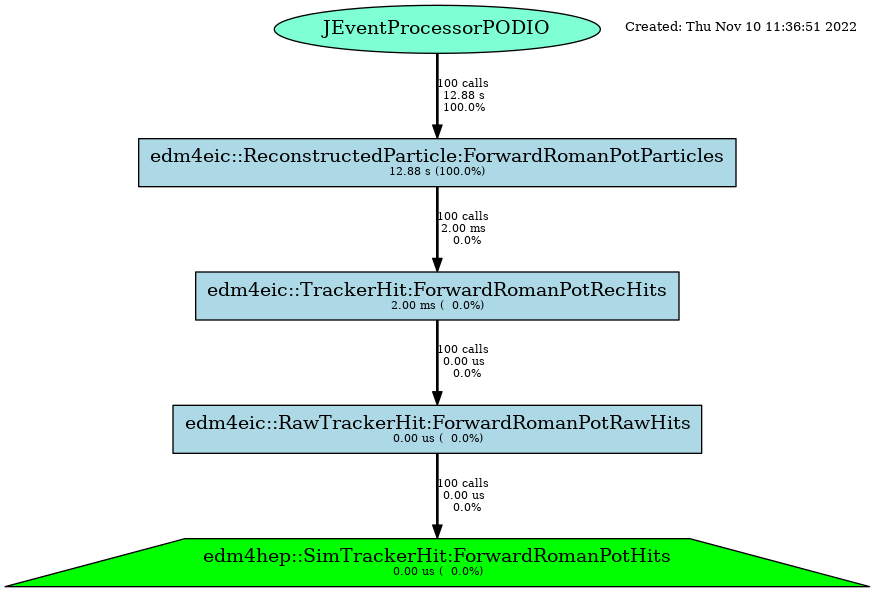 JEventProcessorPODIO
Created: Thu Nov 10 11:36:51 2022
100 calls
12.88 s
100.0%
edm4eic::ReconstructedParticle:ForwardRomanPotParticles
12.88 s (100.0%)
100 calls
2.00 ms
0.0%
edm4eic::TrackerHit:ForwardRomanPotRecHits
2.00 ms (  0.0%)
100 calls
0.00 us
0.0%
edm4eic::RawTrackerHit:ForwardRomanPotRawHits
0.00 us (  0.0%)
100 calls
0.00 us
0.0%
edm4hep::SimTrackerHit:ForwardRomanPotHits
0.00 us (  0.0%)